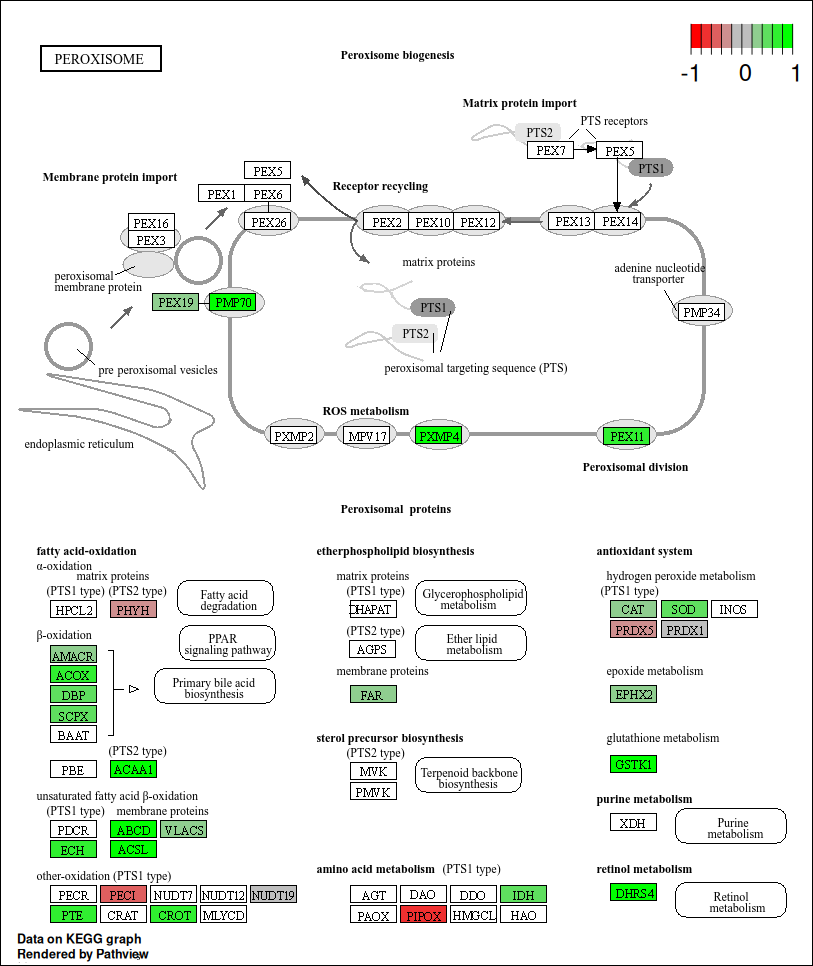 PEROXISOME
Peroxisome biogenesis
-1 0 1
Matrix protein import
PTS2
PTS receptors
PEX7
PEX5
PTS1
Membrane protein import
PEX5
PEX1
PEX6
Receptor recycling
PEX16
PEX3
PEX26
PEX2
PEX10
PEX12
PEX13
PEX14
matrix proteins
adenine nucleotide
transporter
peroxisomal
membrane protein
PEX19
PMP70
PTS1
PMP34
PTS2
pre peroxisomal vesicles
peroxisomal targeting sequence (PTS)
ROS metabolism
endoplasmic reticulum
PXMP2
MPV17
PXMP4
PEX11
Peroxisomal division
Peroxisomal proteins
fatty acid-oxidation
α-oxidation
matrix proteins
(PTS1 type) (PTS2 type)
HPCL2
PHYH
Fatty acid
degradation
β-oxidation
PPAR
signaling pathway
AMACR
ACOX
DBP
SCPX
BAAT
Primary bile acid
biosynthesis
(PTS2 type)
PBE
ACAA1
unsaturated fatty acid β-oxidation
(PTS1 type) membrane proteins
PDCR
ABCD
VLACS
ECH
ACSL
other-oxidation (PTS1 type)
PECR
PECI
NUDT7
NUDT12
NUDT19
PTE
CRAT
CROT
MLYCD
etherphospholipid biosynthesis
matrix proteins
(PTS1 type)
DHAPAT
Glycerophospholipid
metabolism
(PTS2 type)
AGPS
Ether lipid
metabolism
membrane proteins
FAR
sterol precursor biosynthesis
(PTS2 type)
MVK
PMVK
Terpenoid backbone
biosynthesis
amino acid metabolism (PTS1 type)
AGT
DAO
DDO
IDH
PAOX
PIPOX
HMGCL
HAO
antioxidant system
hydrogen peroxide metabolism
(PTS1 type)
CAT
SOD
INOS
PRDX5
PRDX1
epoxide metabolism
EPHX2
glutathione metabolism
GSTK1
purine metabolism
XDH
Purine
metabolism
retinol metabolism
DHRS4
Retinol
metabolism
Data on KEGG graph
Rendered by Pathview